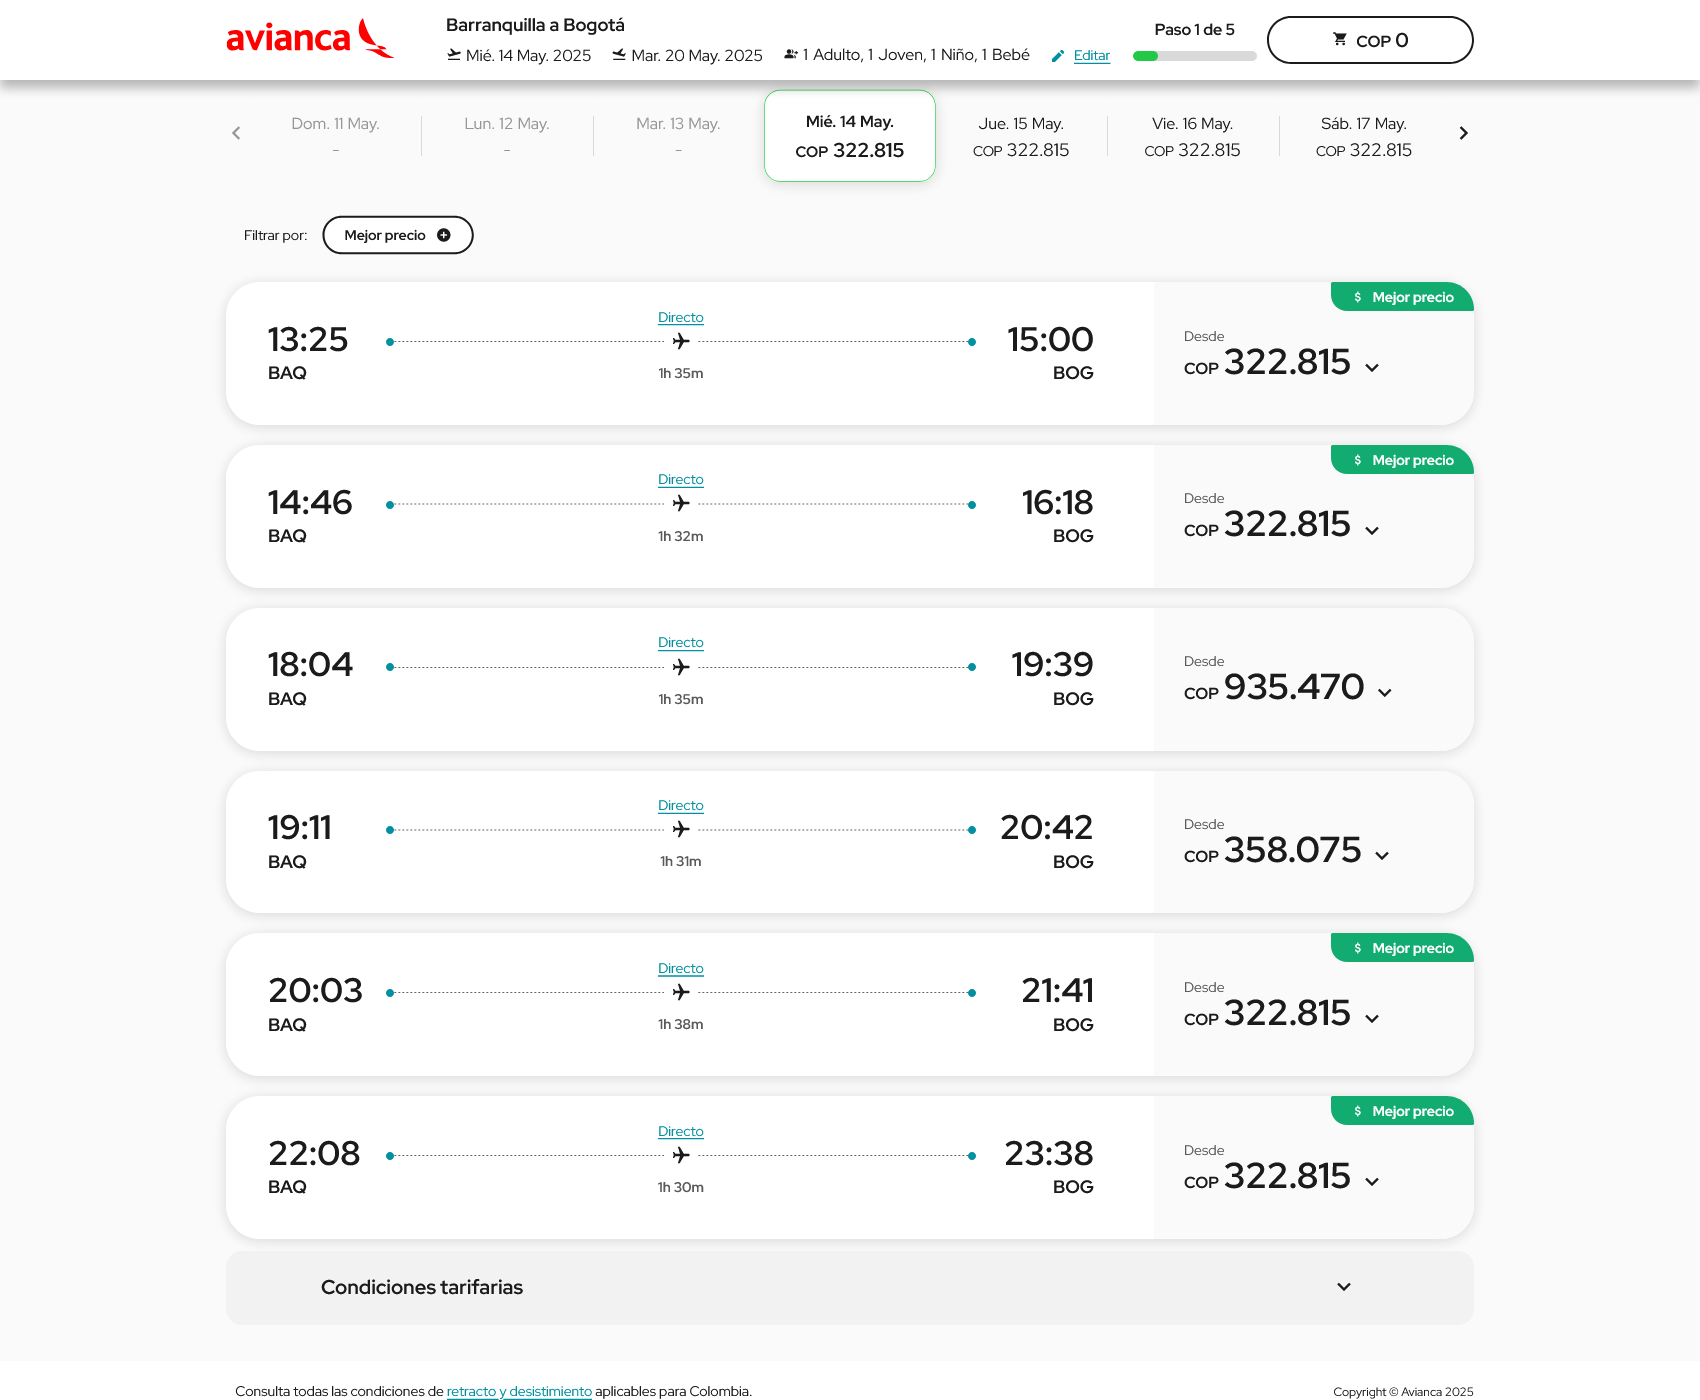 avianca
Barranquilla a Bogotá
Mié. 14 May. 2025 Mar. 20 May. 2025 1 Adulto, 1 Joven, 1 Niño, 1 Bebé Editar
Paso 1 de 5
COP 0
Dom. 11 May.
-
Lun. 12 May.
-
Mar. 13 May.
-
Mié. 14 May.
COP 322.815
Jue. 15 May.
COP 322.815
Vie. 16 May.
COP 322.815
Sáb. 17 May.
COP 322.815
Filtrar por: Mejor precio
13:25
BAQ
Directo
1h 35m
15:00
BOG
$ Mejor precio
Desde
COP 322.815
14:46
BAQ
Directo
1h 32m
16:18
BOG
$ Mejor precio
Desde
COP 322.815
18:04
BAQ
Directo
1h 35m
19:39
BOG
Desde
COP 935.470
19:11
BAQ
Directo
1h 31m
20:42
BOG
Desde
COP 358.075
20:03
BAQ
Directo
1h 38m
21:41
BOG
$ Mejor precio
Desde
COP 322.815
22:08
BAQ
Directo
1h 30m
23:38
BOG
$ Mejor precio
Desde
COP 322.815
Condiciones tarifarias
Consulta todas las condiciones de retracto y desistimiento aplicables para Colombia.
Copyright © Avianca 2025